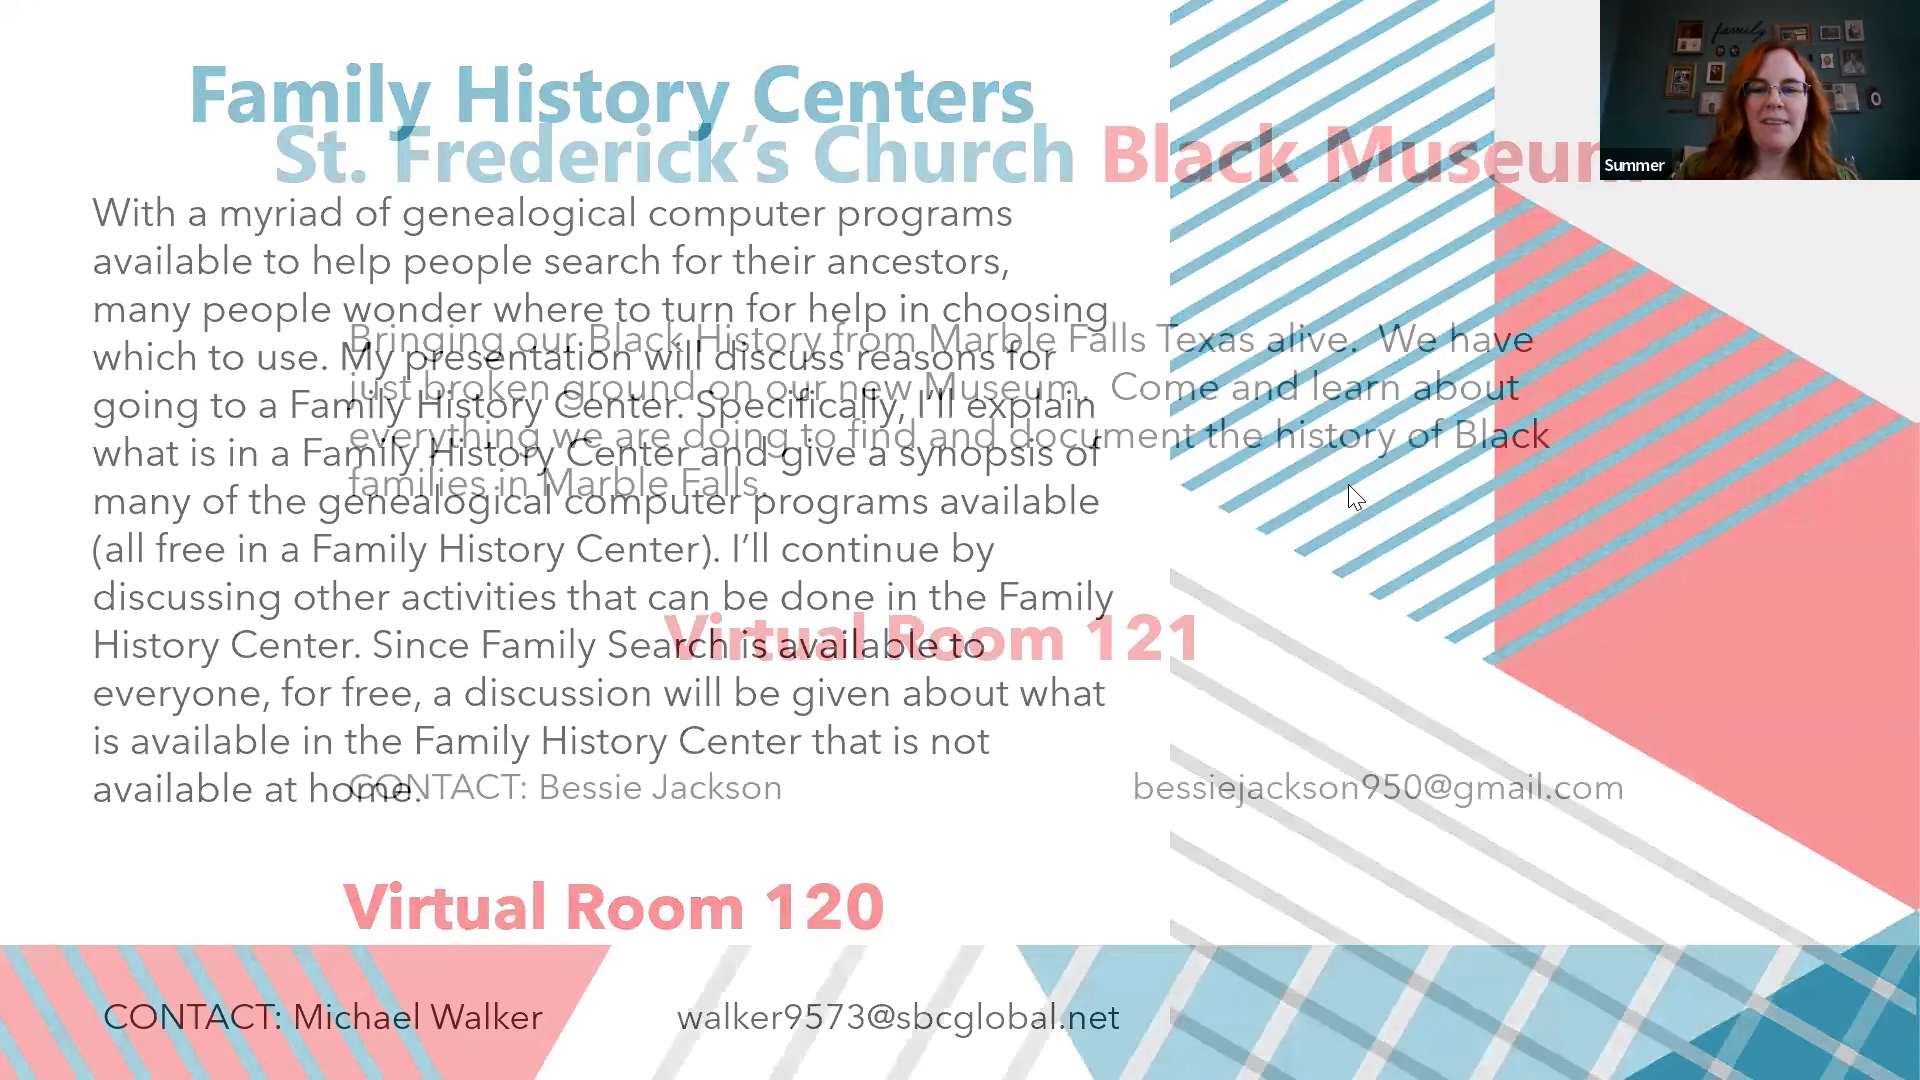 Family History Centers
With a myriad of genealogical computer programs
available to help people search for their ancestors,
many people wonder where to turn for help in choosing
which to use. My presentation will discuss reasons for
going to a Family History Center. Specifically, I’ll explain
what is in a Family History Center and give a synopsis of
many of the genealogical computer programs available
(all free in a Family History Center). I’ll continue by
discussing other activities that can be done in the Family
History Center. Since Family Search is available to
everyone, for free, a discussion will be given about what
is available in the Family History Center that is not
available at home.
Virtual Room 120
CONTACT: Michael Walker
walker9573@sbcglobal.net
St. Frederick’s Church Black Museum
Bringing our Black History from Marble Falls Texas alive. We have
just broken ground on our new Museum. Come and learn about
everything we are doing to find and document the history of Black
families in Marble Falls.
Virtual Room 121
CONTACT: Bessie Jackson
bessiejackson950@gmail.com
family
Summer